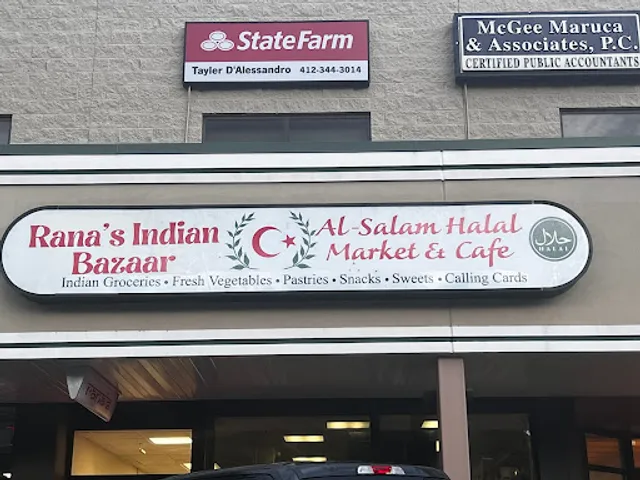 StateFarm
Tayler D'Alessandro 412-344-3014
McGee Maruca
& Associates, P.C.
CERTIFIED PUBLIC ACCOUNTANTS
Rana's Indian
Bazaar
Al-Salam Halal
Market & Cafe
حلال
HALAL
Indian Groceries • Fresh Vegetables • Pastries • Snacks • Sweets • Calling Cards